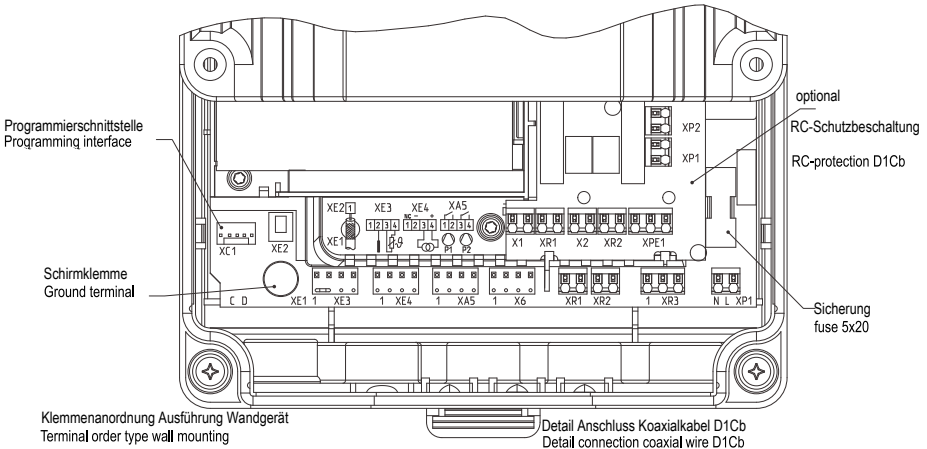 optional
XP2
RC-Schutzbeschaltung
XP1
RC-protection D1Cb
Programmierschnittstelle
Programming interface
XE2 1 XE3 XE4 XA5
NC - +
1 2 3 4 1 2 3 4 1 2 3 4
XE1 ϑ P1 P2
X1 XR1 X2 XR2 XPE1
XC1 XE2
Schirmklemme
Ground terminal
C D XE1 1 XE3 1 XE4 1 XA5 1 X6 XR1 XR2 1 XR3 N L XP1
Sicherung
fuse 5x20
Klemmenanordnung Ausführung Wandgerät
Terminal order type wall mounting
Detail Anschluss Koaxialkabel D1Cb
Detail connection coaxial wire D1Cb